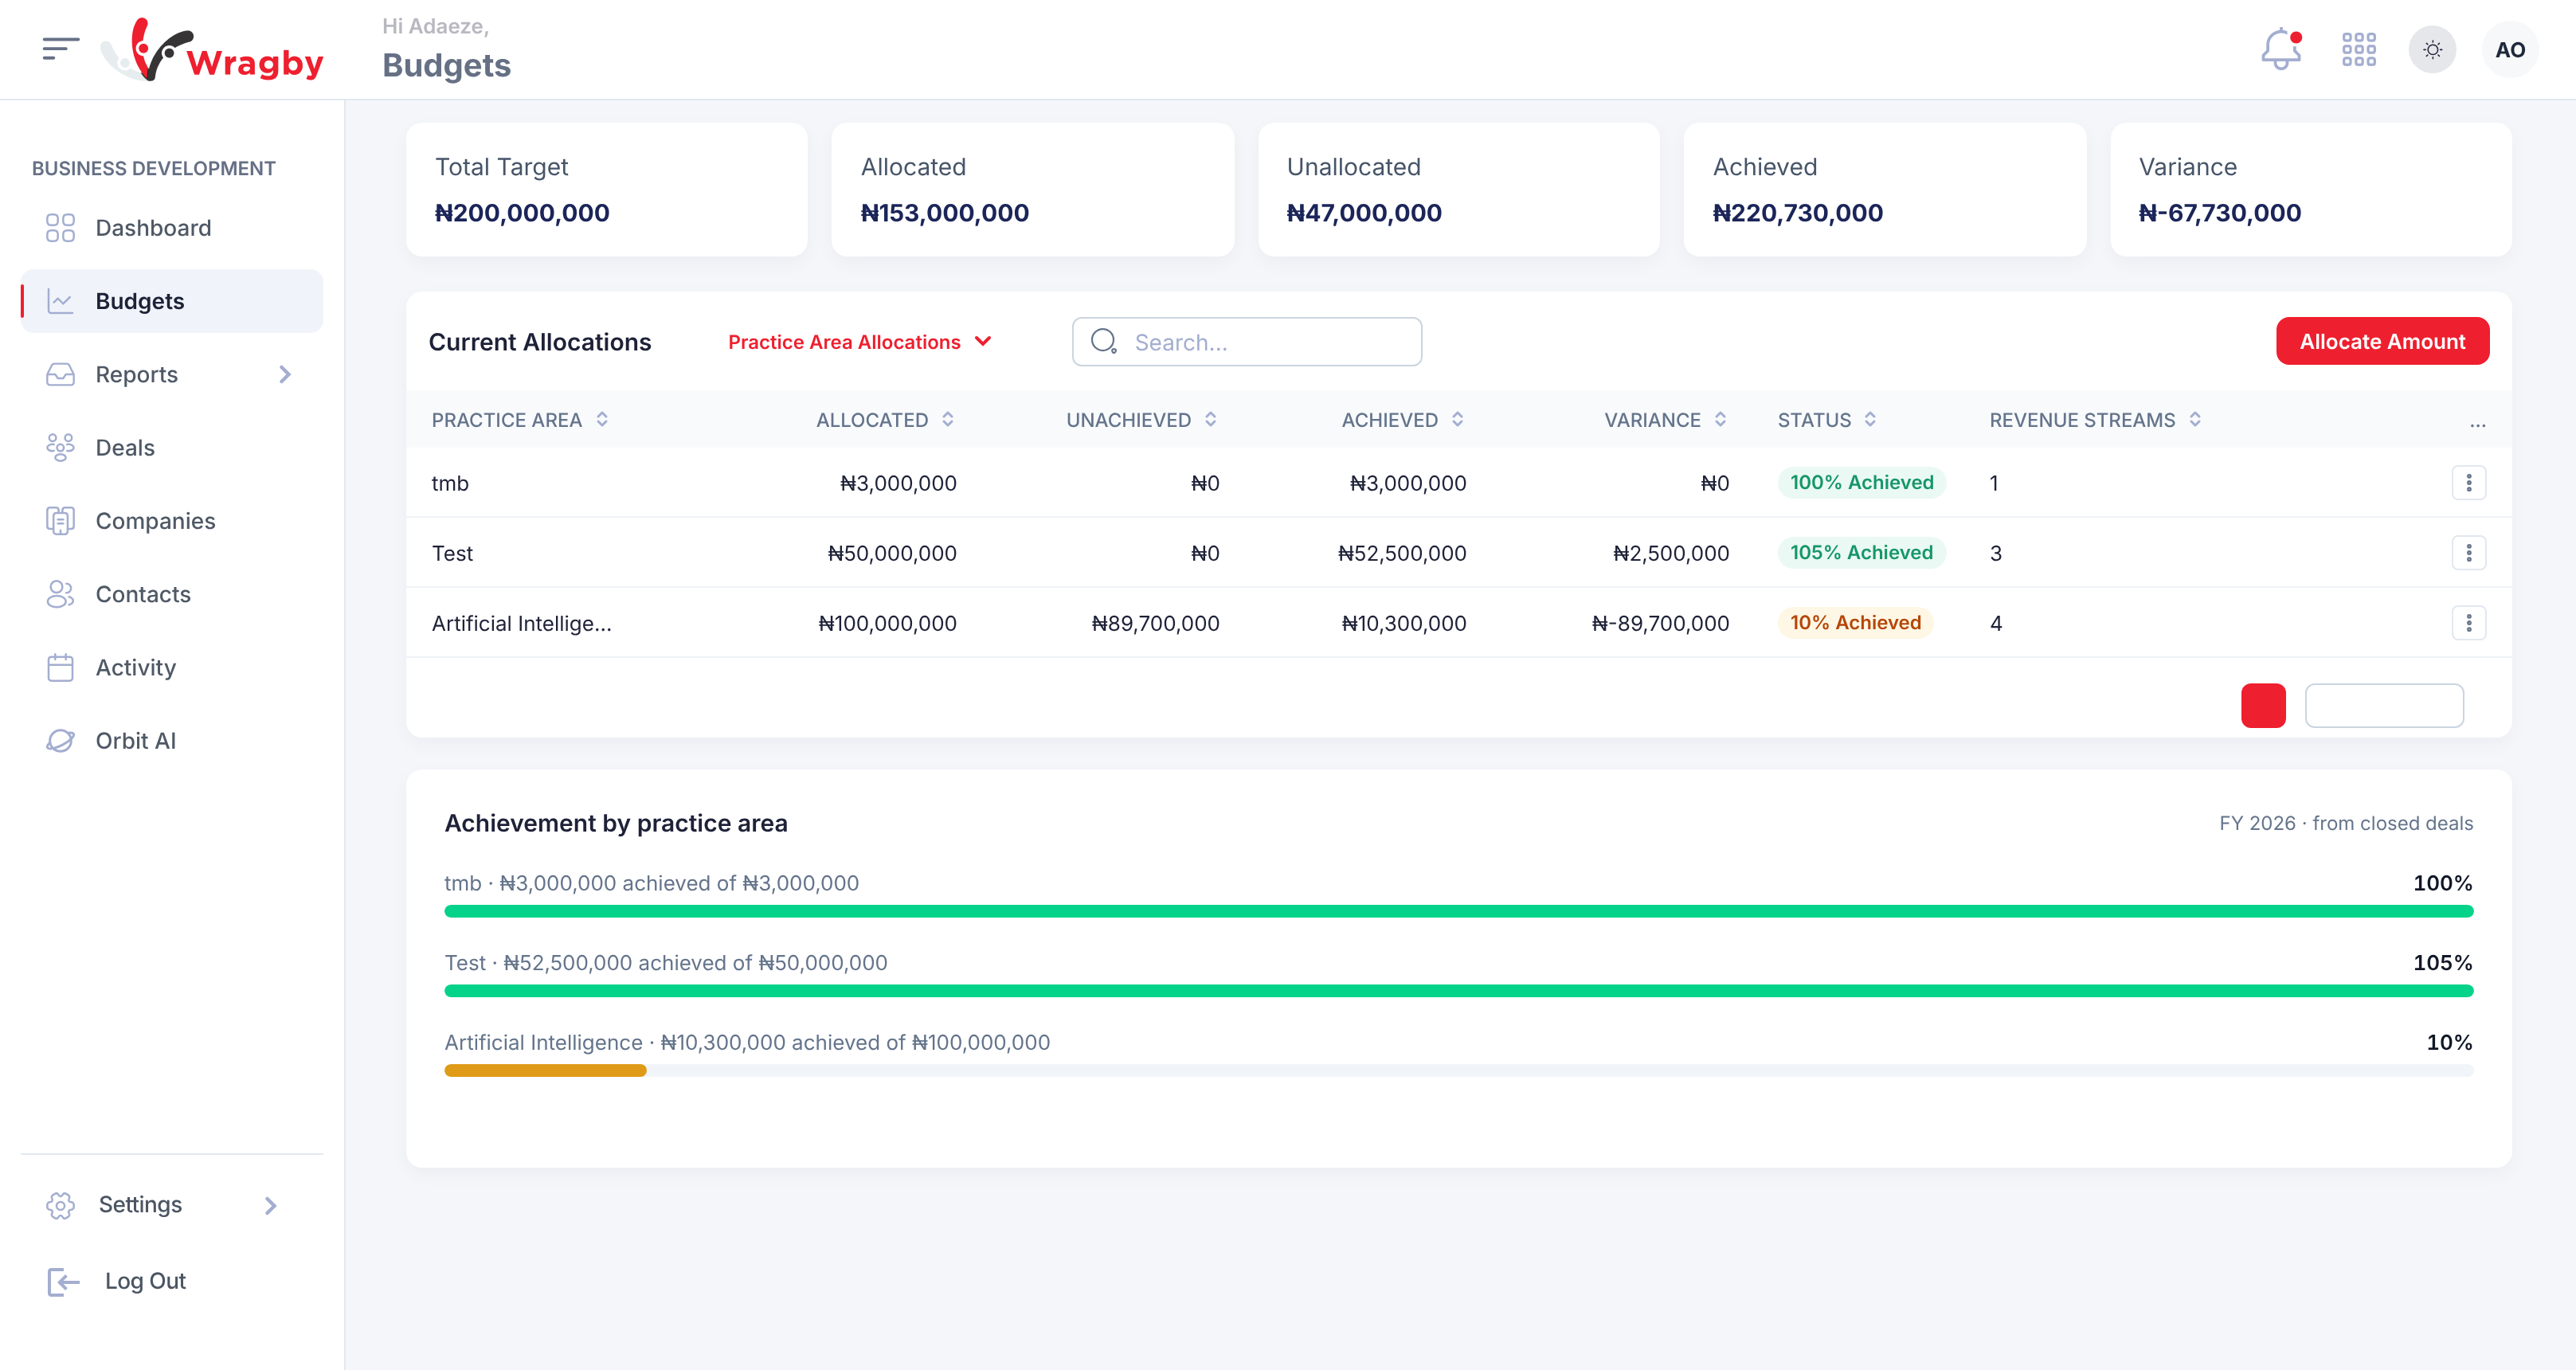 Wragby
Hi Adaeze,
Budgets
AO
BUSINESS DEVELOPMENT
Dashboard
Budgets
Reports
Deals
Companies
Contacts
Activity
Orbit AI
Settings
Log Out
Total Target
₦200,000,000
Allocated
₦153,000,000
Unallocated
₦47,000,000
Achieved
₦220,730,000
Variance
₦-67,730,000
Current Allocations
Practice Area Allocations
Search...
Allocate Amount
PRACTICE AREA ALLOCATED UNACHIEVED ACHIEVED VARIANCE STATUS REVENUE STREAMS ...
tmb ₦3,000,000 ₦0 ₦3,000,000 ₦0 100% Achieved 1
Test ₦50,000,000 ₦0 ₦52,500,000 ₦2,500,000 105% Achieved 3
Artificial Intellige... ₦100,000,000 ₦89,700,000 ₦10,300,000 ₦-89,700,000 10% Achieved 4
Achievement by practice area
FY 2026 · from closed deals
tmb · ₦3,000,000 achieved of ₦3,000,000 100%
Test · ₦52,500,000 achieved of ₦50,000,000 105%
Artificial Intelligence · ₦10,300,000 achieved of ₦100,000,000 10%